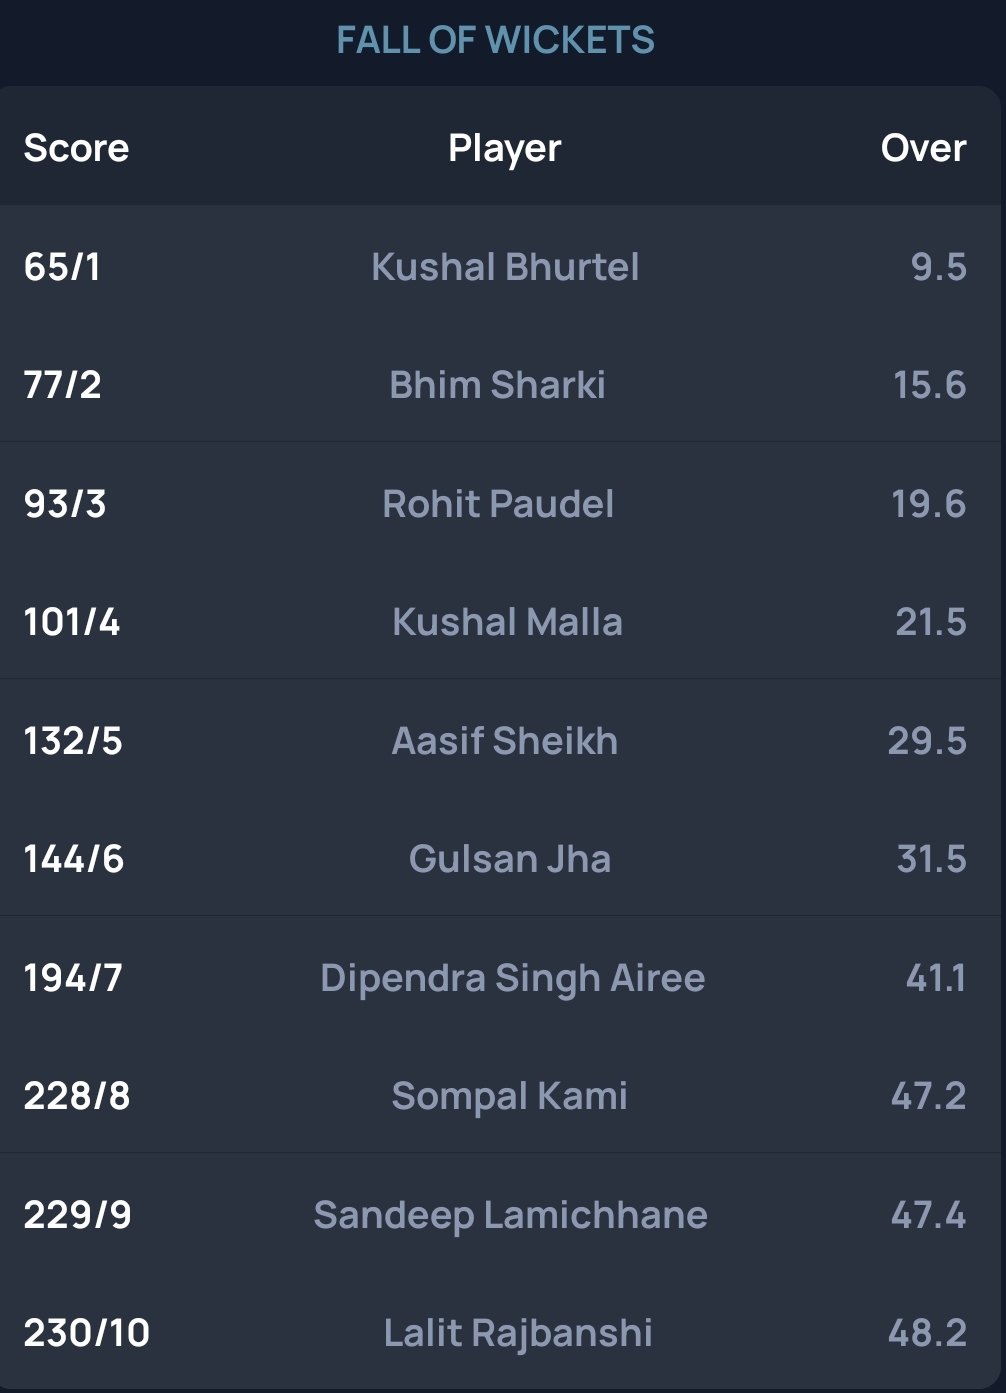 FALL OF WICKETS
Score Player Over
65/1 Kushal Bhurtel 9.5
77/2 Bhim Sharki 15.6
93/3 Rohit Paudel 19.6
101/4 Kushal Malla 21.5
132/5 Aasif Sheikh 29.5
144/6 Gulsan Jha 31.5
194/7 Dipendra Singh Airee 41.1
228/8 Sompal Kami 47.2
229/9 Sandeep Lamichhane 47.4
230/10 Lalit Rajbanshi 48.2